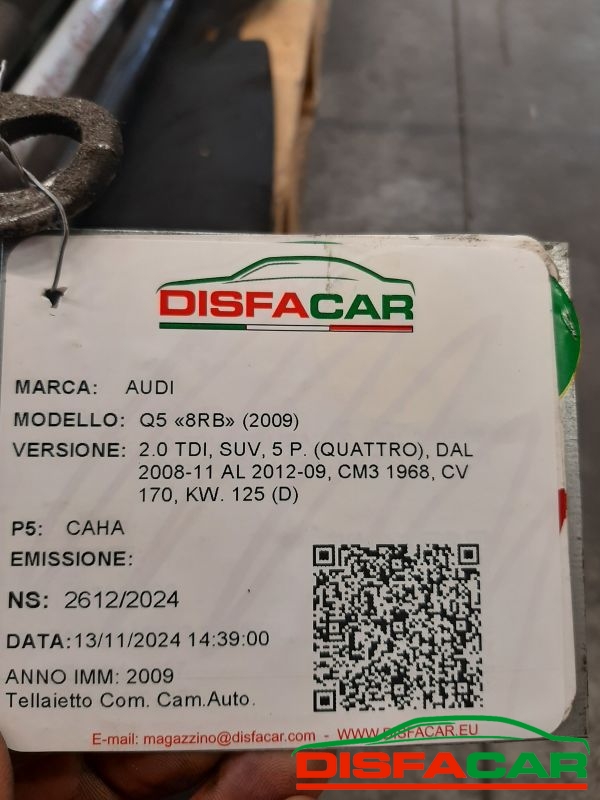 DISFACAR
MARCA: AUDI
MODELLO: Q5 «8RB» (2009)
VERSIONE: 2.0 TDI, SUV, 5 P. (QUATTRO), DAL
2008-11 AL 2012-09, CM3 1968, CV
170, KW. 125 (D)
P5: CAHA
EMISSIONE:
NS: 2612/2024
DATA:13/11/2024 14:39:00
ANNO IMM: 2009
Tellaietto Com. Cam.Auto.
E-mail: magazzino@disfacar.com - WWW.DISFACAR.EU
DISFACAR